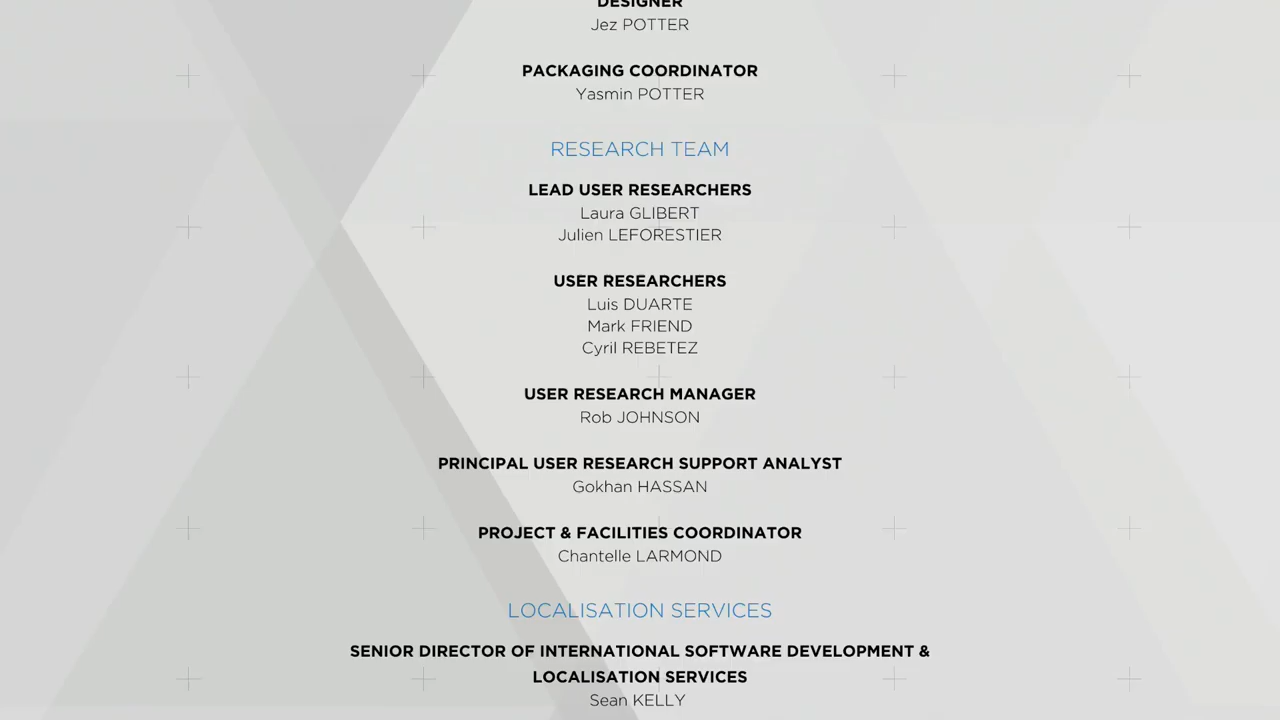 DESIGNER
Jez POTTER
PACKAGING COORDINATOR
Yasmin POTTER
RESEARCH TEAM
LEAD USER RESEARCHERS
Laura GLIBERT
Julien LEFORESTIER
USER RESEARCHERS
Luis DUARTE
Mark FRIEND
Cyril REBETEZ
USER RESEARCH MANAGER
Rob JOHNSON
PRINCIPAL USER RESEARCH SUPPORT ANALYST
Gokhan HASSAN
PROJECT & FACILITIES COORDINATOR
Chantelle LARMOND
LOCALISATION SERVICES
SENIOR DIRECTOR OF INTERNATIONAL SOFTWARE DEVELOPMENT &
LOCALISATION SERVICES
Sean KELLY